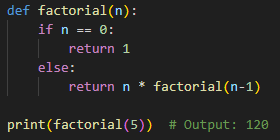 def factorial(n):
    if n == 0:
        return 1
    else:
        return n * factorial(n-1)

print(factorial(5))  # Output: 120